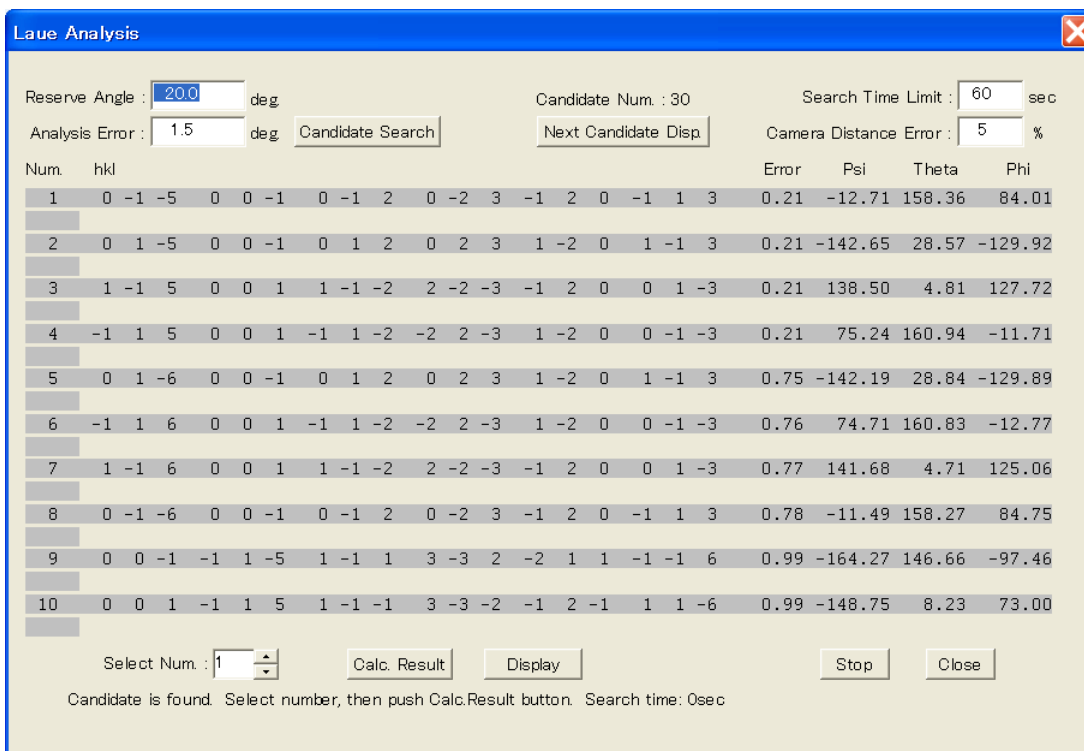 Laue Analysis
Reserve Angle : 20.0 deg. Candidate Num. : 30 Search Time Limit : 60 sec
Analysis Error : 1.5 deg. Candidate Search Next Candidate Disp. Camera Distance Error : 5 %
Num. hkl Error Psi Theta Phi
1 0 -1 -5 0 0 -1 0 -1 2 0 -2 3 -1 2 0 -1 1 3 0.21 -12.71 158.36 84.01
2 0 1 -5 0 0 -1 0 1 2 0 2 3 1 -2 0 1 -1 3 0.21 -142.65 28.57 -129.92
3 1 -1 5 0 0 1 1 -1 -2 2 -2 -3 -1 2 0 0 1 -3 0.21 138.50 4.81 127.72
4 -1 1 5 0 0 1 -1 1 -2 -2 2 -3 1 -2 0 0 -1 -3 0.21 75.24 160.94 -11.71
5 0 1 -6 0 0 -1 0 1 2 0 2 3 1 -2 0 1 -1 3 0.75 -142.19 28.84 -129.89
6 -1 1 6 0 0 1 -1 1 -2 -2 2 -3 1 -2 0 0 -1 -3 0.76 74.71 160.83 -12.77
7 1 -1 6 0 0 1 1 -1 -2 2 -2 -3 -1 2 0 0 1 -3 0.77 141.68 4.71 125.06
8 0 -1 -6 0 0 -1 0 -1 2 0 -2 3 -1 2 0 -1 1 3 0.78 -11.49 158.27 84.75
9 0 0 -1 -1 1 -5 1 -1 1 3 -3 2 -2 1 1 -1 -1 6 0.99 -164.27 146.66 -97.46
10 0 0 1 -1 1 5 1 -1 -1 3 -3 -2 -1 2 -1 1 1 -6 0.99 -148.75 8.23 73.00
Select Num. : 1 Calc. Result Display Stop Close
Candidate is found. Select number, then push Calc.Result button. Search time: 0sec